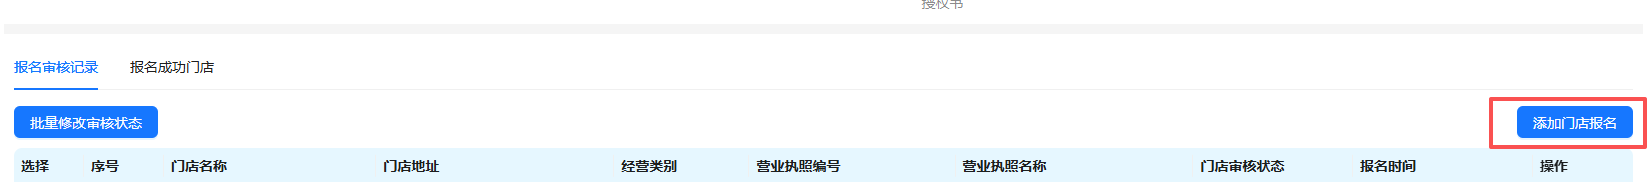 授权书
报名审核记录 报名成功门店
批量修改审核状态 添加门店报名
选择 序号 门店名称 门店地址 经营类别 营业执照编号 营业执照名称 门店审核状态 报名时间 操作